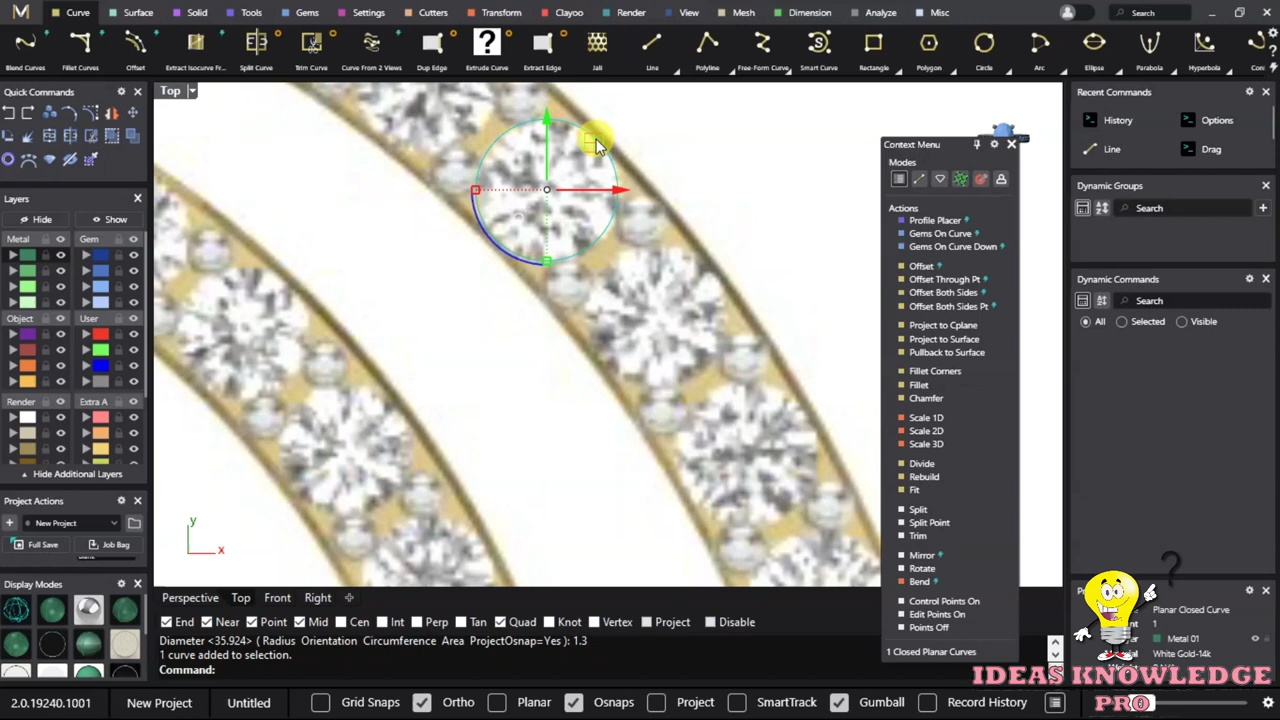 Curve Surface Solid Tools Gems Settings Cutters Transform Clayoo Render View Mesh Dimension Analyze Misc Search
Blend Curves Fillet Curves Offset Extract Isocurve Fr... Split Curve Trim Curve Curve From 2 Views Dup Edge Extrude Curve Extract Edge Jali Line Polyline Free-Form Curve Smart Curve Rectangle Polygon Circle Arc Ellipse Parabola Hyperbola Con
Quick Commands
Top
Recent Commands
History Options
Line Drag
Context Menu
Modes
Actions
Profile Placer
Gems On Curve
Gems On Curve Down
Offset
Offset Through Pt
Offset Both Sides
Offset Both Sides Pt
Project to Cplane
Project to Surface
Pullback to Surface
Fillet Corners
Fillet
Chamfer
Scale 1D
Scale 2D
Scale 3D
Divide
Rebuild
Fit
Split
Split Point
Trim
Mirror
Rotate
Bend
Control Points On
Edit Points On
Points Off
1 Closed Planar Curves
Dynamic Groups
Search
Dynamic Commands
Search
All Selected Visible
Layers
Hide Show
Metal Gem
Object User
Render Extra A
Hide Additional Layers
Project Actions
New Project
Full Save Job Bag
Display Modes
y
x
Perspective Top Front Right
End Near Point Mid Cen Int Perp Tan Quad Knot Vertex Project Disable
Diameter <35.924> ( Radius Orientation Circumference Area ProjectOsnap=Yes ): 1.3
1 curve added to selection.
Command:
Planar Closed Curve
1
Metal 01
White Gold-14k
?
IDEAS KNOWLEDGE
PRO
2.0.19240.1001 New Project Untitled Grid Snaps Ortho Planar Osnaps Project SmartTrack Gumball Record History